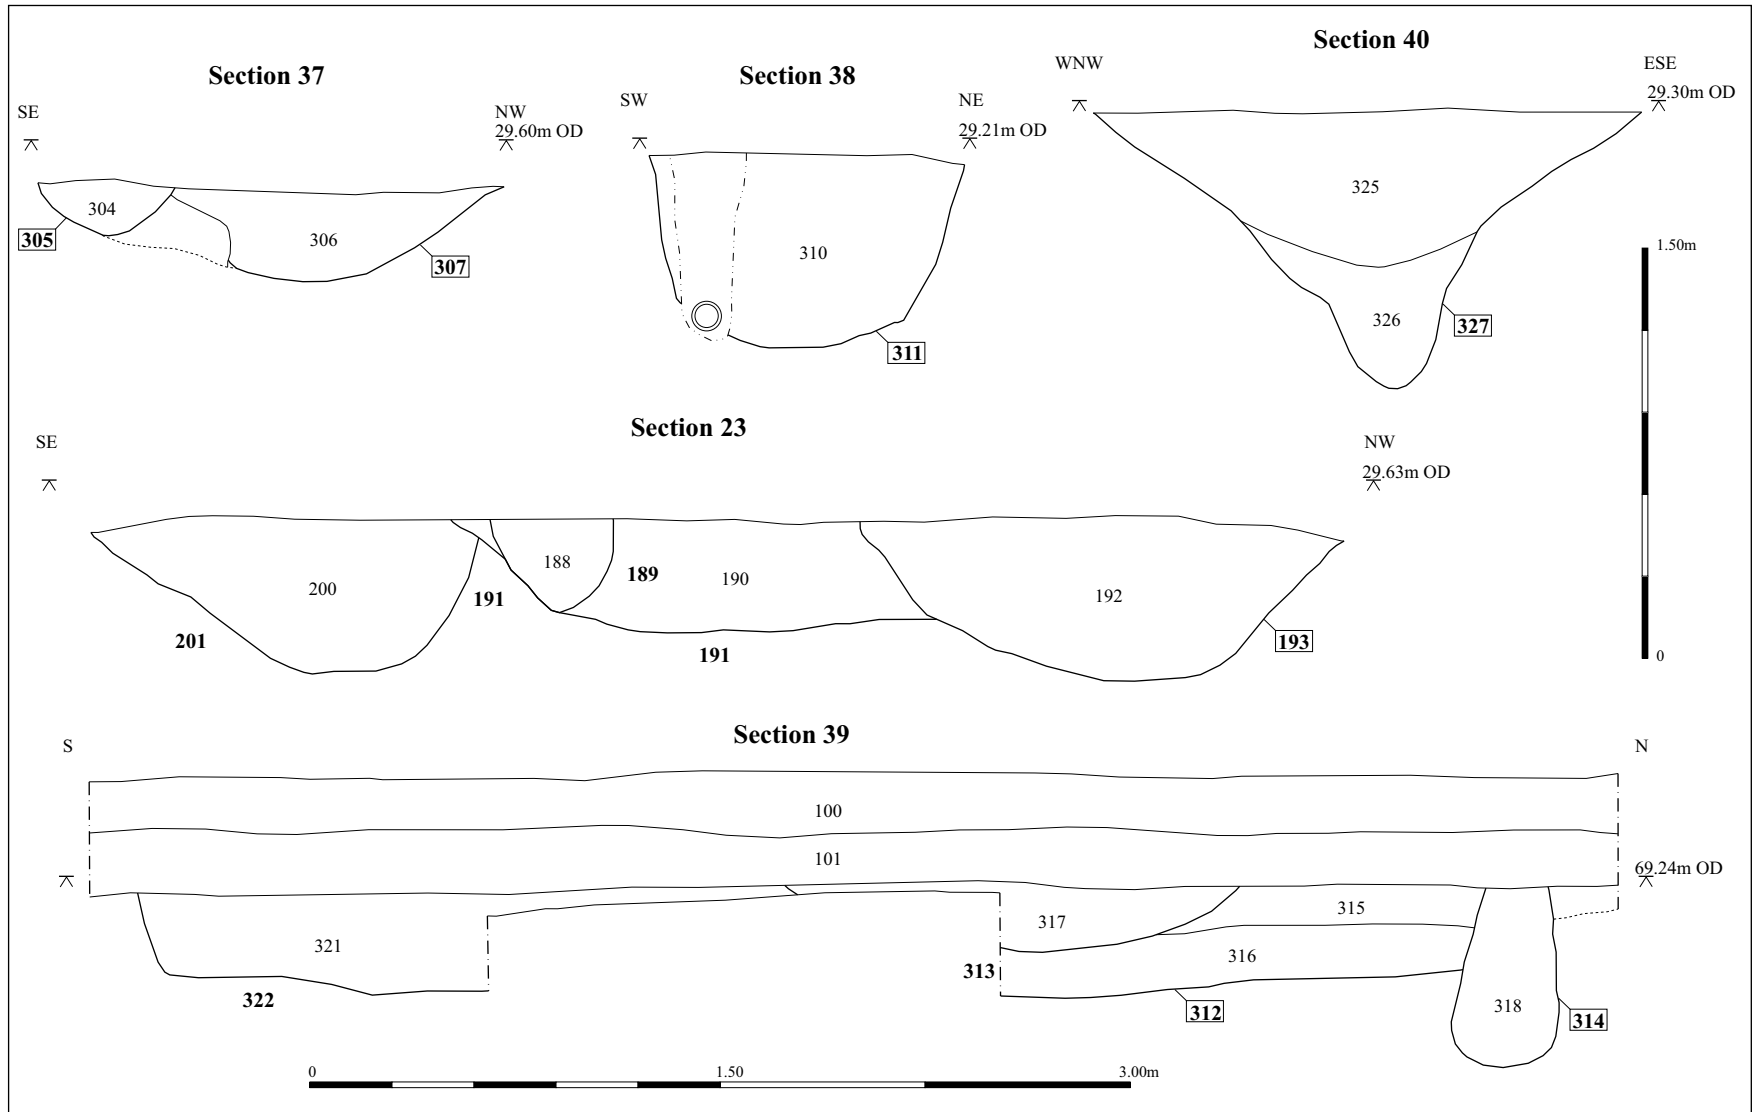 Section 37
SE
NW
29.60m OD
304
305
306
307
Section 38
SW
NE
29.21m OD
310
311
Section 40
WNW
ESE
29.30m OD
325
326
327
1.50m
0
Section 23
SE
NW
29.63m OD
200
201
191
188
189
190
191
192
193
Section 39
S
N
100
101
69.24m OD
321
322
313
317
315
316
312
318
314
0
1.50
3.00m